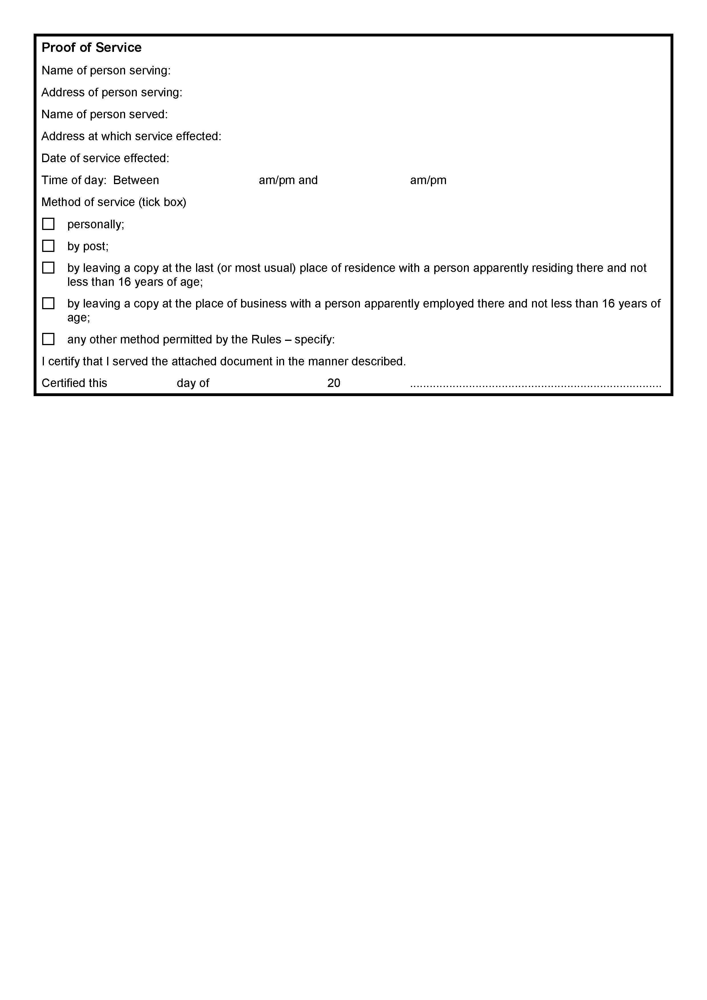 Proof of Service
Name of person serving:
Address of person serving:
Name of person served:
Address at which service effected:
Date of service effected:
Time of day: Between am/pm and am/pm
Method of service (tick box)
personally;
by post;
by leaving a copy at the last (or most usual) place of residence with a person apparently residing there and not
less than 16 years of age;
by leaving a copy at the place of business with a person apparently employed there and not less than 16 years of
age;
any other method permitted by the Rules – specify:
I certify that I served the attached document in the manner described.
Certified this day of 20 ..............................................................................